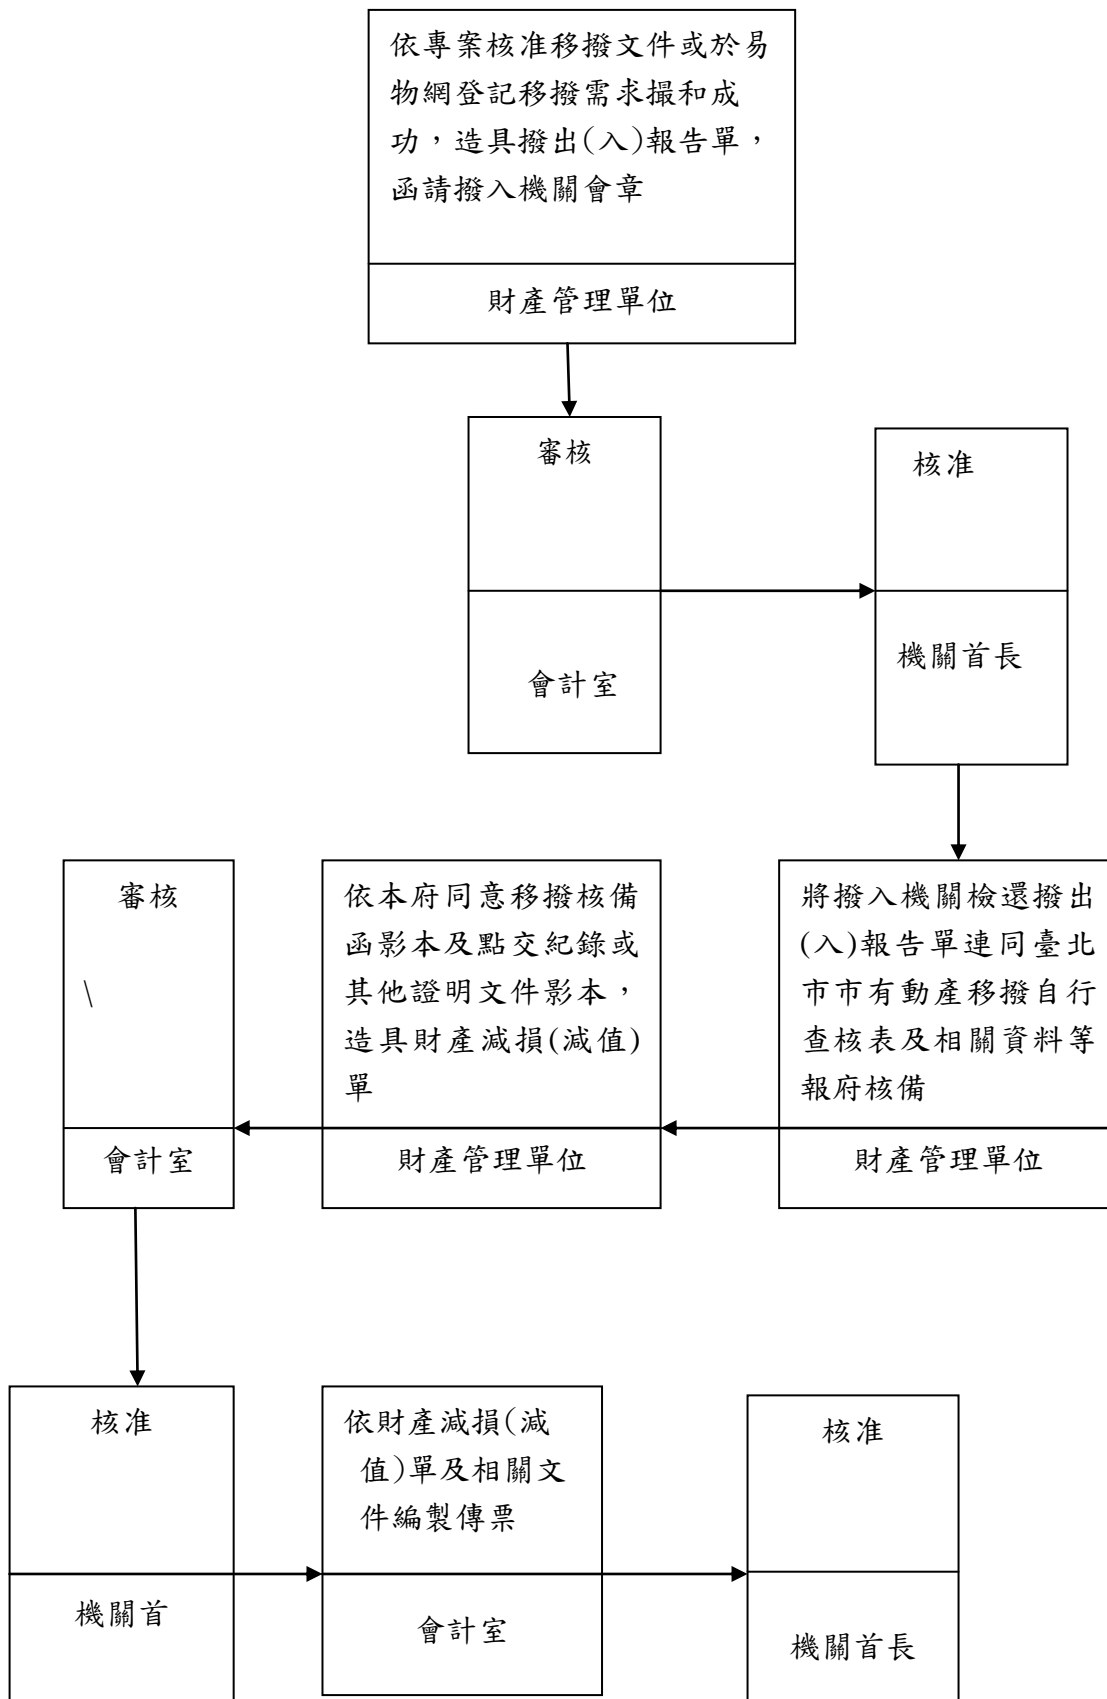 依專案核准移撥文件或於易
物網登記移撥需求撮和成
功，造具撥出(入)報告單，
函請撥入機關會章
財產管理單位
審核
會計室
核准
機關首長
將撥入機關檢還撥出
(入)報告單連同臺北
市市有動產移撥自行
查核表及相關資料等
報府核備
財產管理單位
依本府同意移撥核備
函影本及點交紀錄或
其他證明文件影本，
造具財產減損(減值)
單
財產管理單位
審核
\
會計室
核准
機關首
依財產減損(減
值)單及相關文
件編製傳票
會計室
核准
機關首長